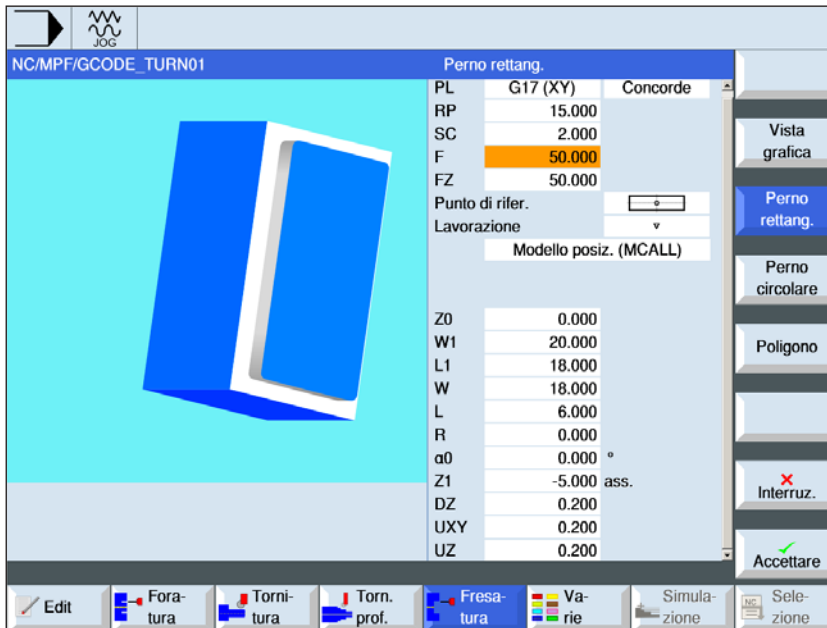 JOG
NC/MPF/GCODE_TURN01
Perno rettang.
PL G17 (XY) Concorde
RP 15.000
SC 2.000
F 50.000
FZ 50.000
Punto di rifer.
Lavorazione
Modello posiz. (MCALL)
Z0 0.000
W1 20.000
L1 18.000
W 18.000
L 6.000
R 0.000
α0 0.000 °
Z1 -5.000 ass.
DZ 0.200
UXY 0.200
UZ 0.200
Vista
grafica
Perno
rettang.
Perno
circolare
Poligono
Interruz.
Accettare
Edit
Fora-
tura
Torni-
tura
Torn.
prof.
Fresa-
tura
Va-
rie
Simula-
zione
NC
Sele-
zione